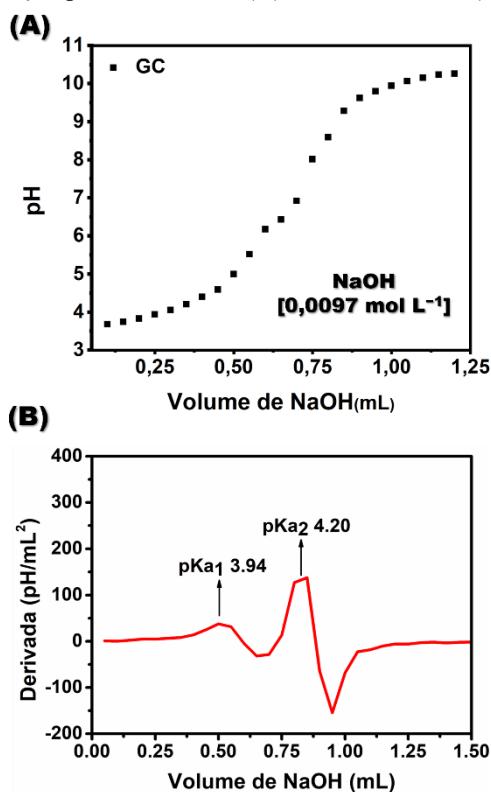 (A)
GC
11
10
9
8
7
6
5
4
3
pH
NaOH
[0,0097 mol L⁻¹]
0,25 0,50 0,75 1,00 1,25
Volume de NaOH(mL)
(B)
400
300
200
100
0
-100
-200
Derivada (pH/mL²)
pKa₁ 3.94
pKa₂ 4.20
0.00 0.25 0.50 0.75 1.00 1.25 1.50
Volume de NaOH (mL)